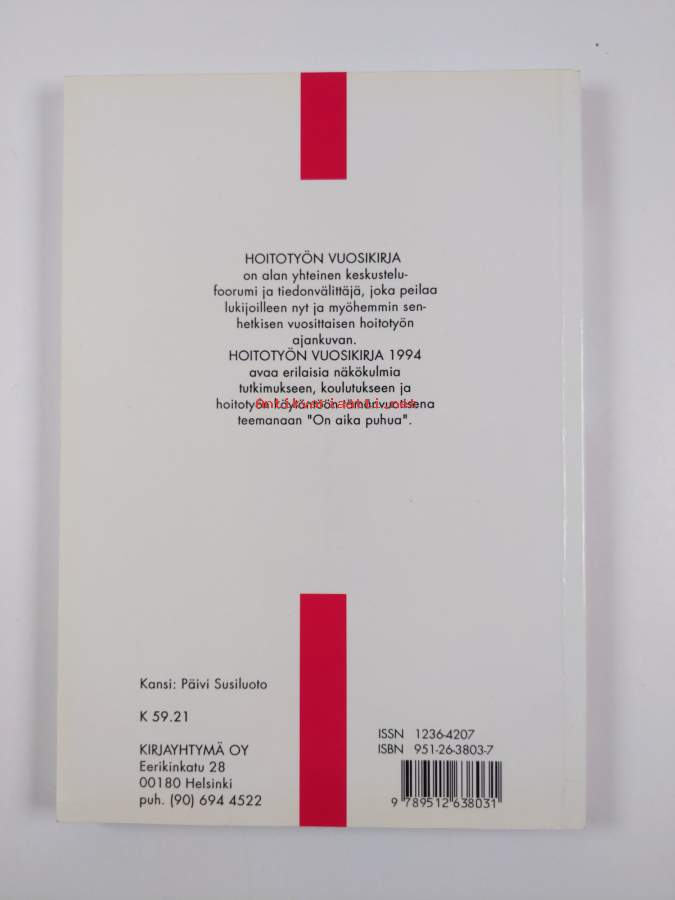 HOITOTYÖN VUOSIKIRJA
on alan yhteinen keskustelu-
foorumi ja tiedonvälittäjä, joka peilaa
lukijoilleen nyt ja myöhemmin sen-
hetkisen vuosittaisen hoitotyön
ajankuvan.
HOITOTYÖN VUOSIKIRJA 1994
avaa erilaisia näkökulmia
tutkimukseen, koulutukseen ja
hoitotyön käytäntöön tämänvuotisena
teemanaan "On aika puhua".
Kansi: Päivi Susiluoto
K 59.21
KIRJAYHTYMÄ OY
Eerikinkatu 28
00180 Helsinki
puh. (90) 694 4522
ISSN 1236-4207
ISBN 951-26-3803-7
9 789512 638031